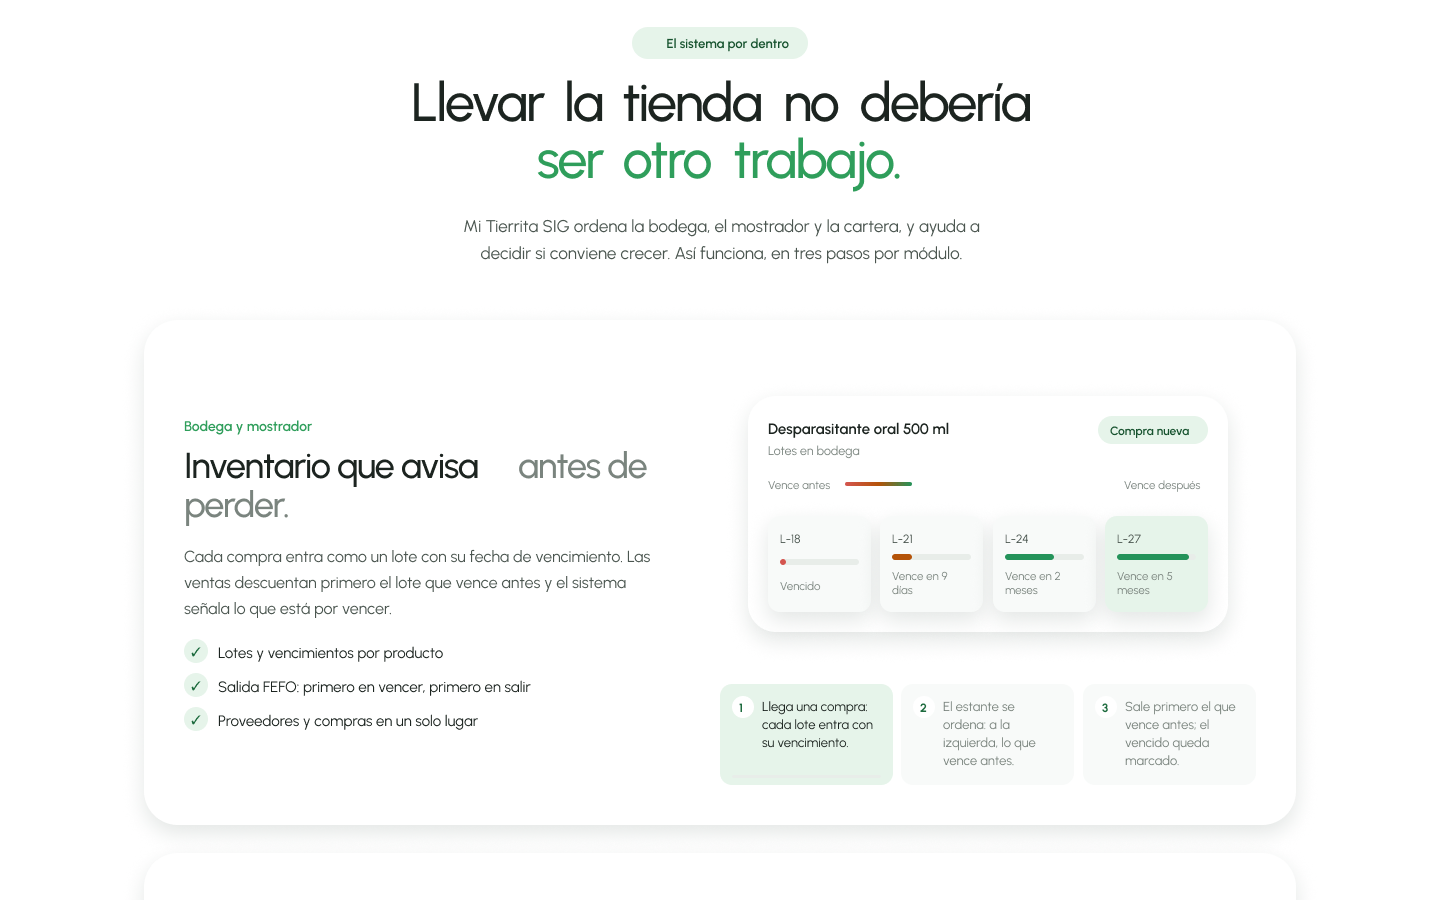 El sistema por dentro
Llevar la tienda no debería
ser otro trabajo.
Mi Tierrita SIG ordena la bodega, el mostrador y la cartera, y ayuda a
decidir si conviene crecer. Así funciona, en tres pasos por módulo.
Bodega y mostrador
Inventario que avisa antes de
perder.
Cada compra entra como un lote con su fecha de vencimiento. Las
ventas descuentan primero el lote que vence antes y el sistema
señala lo que está por vencer.
✓ Lotes y vencimientos por producto
✓ Salida FEFO: primero en vencer, primero en salir
✓ Proveedores y compras en un solo lugar
Desparasitante oral 500 ml
Compra nueva
Lotes en bodega
Vence antes
Vence después
L-18
Vencido
L-21
Vence en 9
días
L-24
Vence en 2
meses
L-27
Vence en 5
meses
1 Llega una compra:
cada lote entra con
su vencimiento.
2 El estante se
ordena: a la
izquierda, lo que
vence antes.
3 Sale primero el que
vence antes; el
vencido queda
marcado.